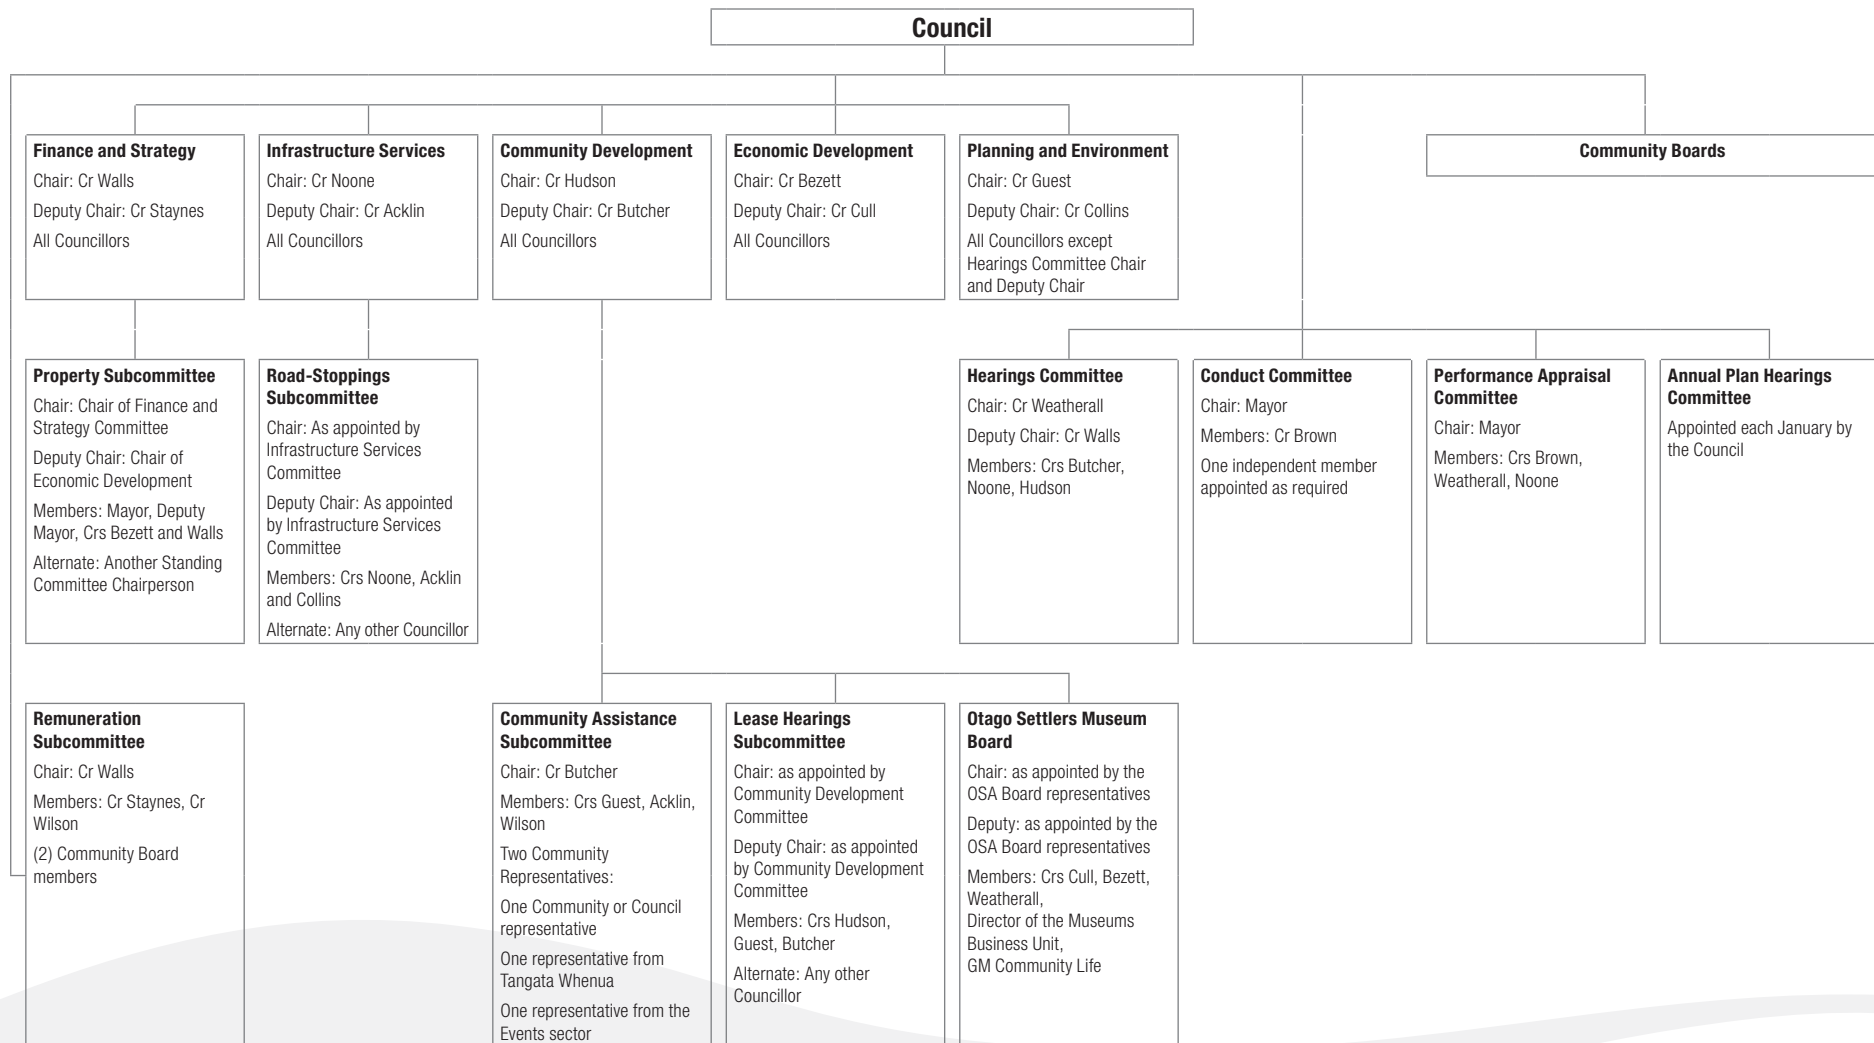 Council
Finance and Strategy
Chair: Cr Walls
Deputy Chair: Cr Staynes
All Councillors
Infrastructure Services
Chair: Cr Noone
Deputy Chair: Cr Acklin
All Councillors
Community Development
Chair: Cr Hudson
Deputy Chair: Cr Butcher
All Councillors
Economic Development
Chair: Cr Bezett
Deputy Chair: Cr Cull
All Councillors
Planning and Environment
Chair: Cr Guest
Deputy Chair: Cr Collins
All Councillors except
Hearings Committee Chair
and Deputy Chair
Community Boards
Property Subcommittee
Chair: Chair of Finance and
Strategy Committee
Deputy Chair: Chair of
Economic Development
Members: Mayor, Deputy
Mayor, Crs Bezett and Walls
Alternate: Another Standing
Committee Chairperson
Road-Stoppings
Subcommittee
Chair: As appointed by
Infrastructure Services
Committee
Deputy Chair: As appointed
by Infrastructure Services
Committee
Members: Crs Noone, Acklin
and Collins
Alternate: Any other Councillor
Hearings Committee
Chair: Cr Weatherall
Deputy Chair: Cr Walls
Members: Crs Butcher,
Noone, Hudson
Conduct Committee
Chair: Mayor
Members: Cr Brown
One independent member
appointed as required
Performance Appraisal
Committee
Chair: Mayor
Members: Crs Brown,
Weatherall, Noone
Annual Plan Hearings
Committee
Appointed each January by
the Council
Remuneration
Subcommittee
Chair: Cr Walls
Members: Cr Staynes, Cr
Wilson
(2) Community Board
members
Community Assistance
Subcommittee
Chair: Cr Butcher
Members: Crs Guest, Acklin,
Wilson
Two Community
Representatives:
One Community or Council
representative
One representative from
Tangata Whenua
One representative from the
Events sector
Lease Hearings
Subcommittee
Chair: as appointed by
Community Development
Committee
Deputy Chair: as appointed
by Community Development
Committee
Members: Crs Hudson,
Guest, Butcher
Alternate: Any other
Councillor
Otago Settlers Museum
Board
Chair: as appointed by the
OSA Board representatives
Deputy: as appointed by the
OSA Board representatives
Members: Crs Cull, Bezett,
Weatherall,
Director of the Museums
Business Unit,
GM Community Life